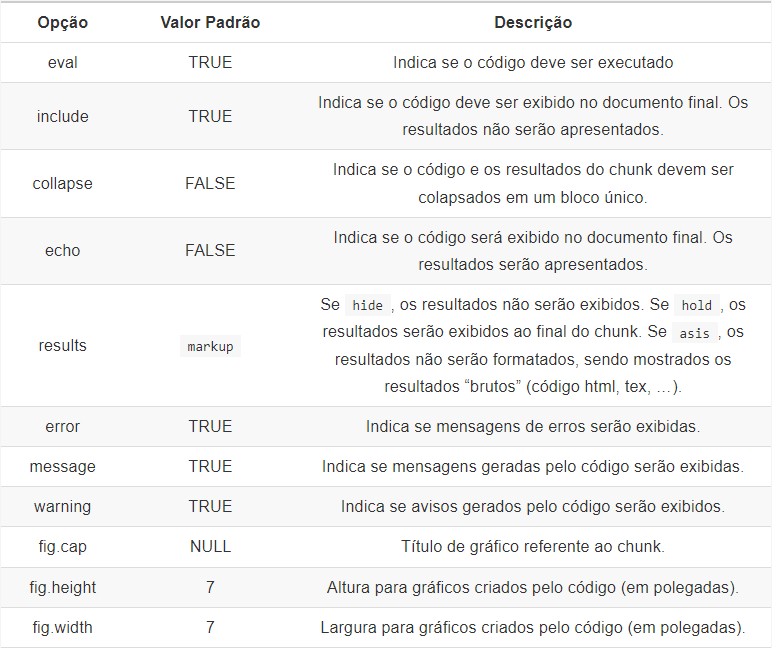 Opção Valor Padrão Descrição
eval TRUE Indica se o código deve ser executado
include TRUE Indica se o código deve ser exibido no documento final. Os
resultados não serão apresentados.
collapse FALSE Indica se o código e os resultados do chunk devem ser
colapsados em um bloco único.
echo FALSE Indica se o código será exibido no documento final. Os
resultados serão apresentados.
results markup Se hide , os resultados não serão exibidos. Se hold , os
resultados serão exibidos ao final do chunk. Se asis , os
resultados não serão formatados, sendo mostrados os
resultados “brutos” (código html, tex, …).
error TRUE Indica se mensagens de erros serão exibidas.
message TRUE Indica se mensagens geradas pelo código serão exibidas.
warning TRUE Indica se avisos gerados pelo código serão exibidos.
fig.cap NULL Título de gráfico referente ao chunk.
fig.height 7 Altura para gráficos criados pelo código (em polegadas).
fig.width 7 Largura para gráficos criados pelo código (em polegadas).